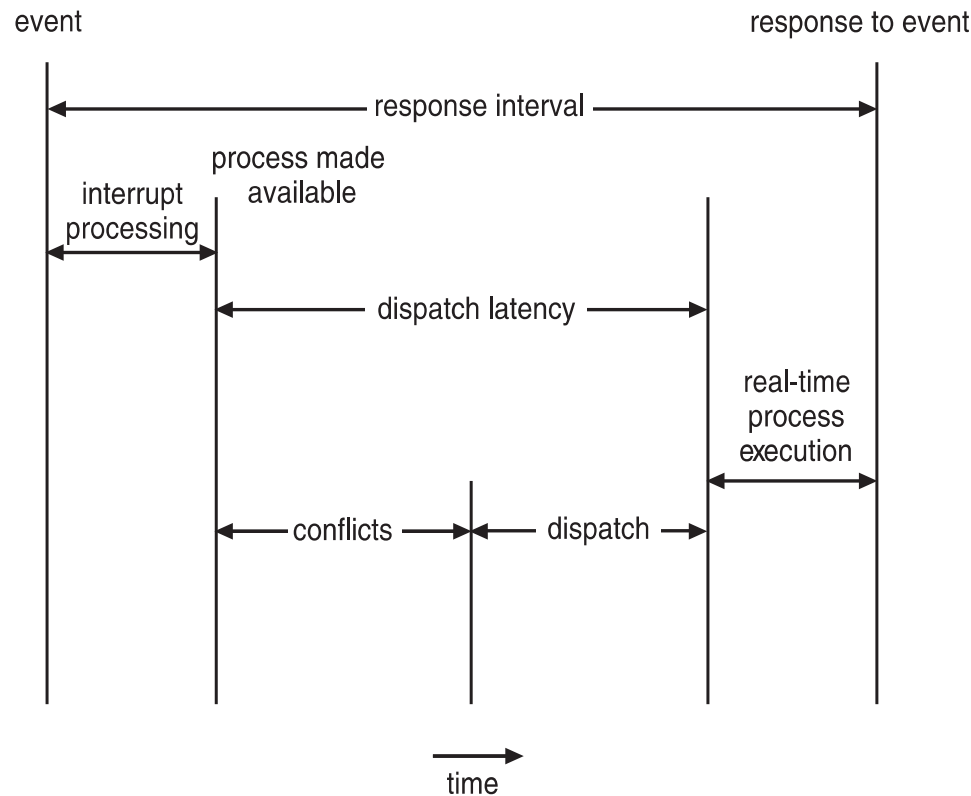 event
response to event
response interval
process made
available
interrupt
processing
dispatch latency
real-time
process
execution
conflicts
dispatch
time